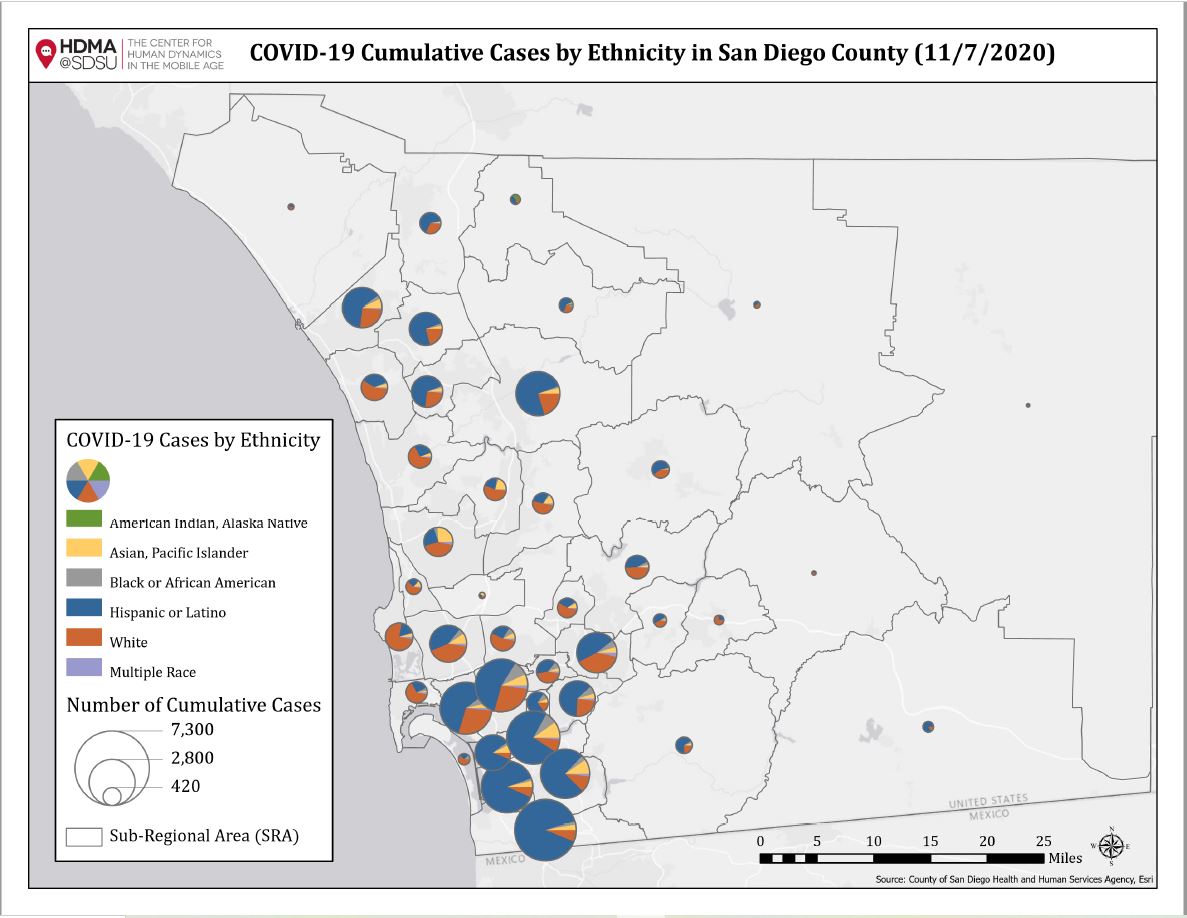 HDMA
@SDSU
THE CENTER FOR
HUMAN DYNAMICS
IN THE MOBILE AGE
COVID-19 Cumulative Cases by Ethnicity in San Diego County (11/7/2020)
COVID-19 Cases by Ethnicity
American Indian, Alaska Native
Asian, Pacific Islander
Black or African American
Hispanic or Latino
White
Multiple Race
Number of Cumulative Cases
7,300
2,800
420
Sub-Regional Area (SRA)
UNITED STATES
MEXICO
MEXICO
0 5 10 15 20 25
Miles
N
W E
S
Source: County of San Diego Health and Human Services Agency, Esri